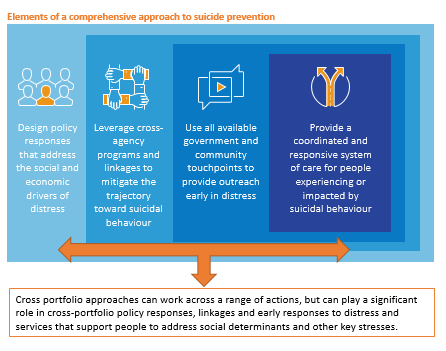 Elements of a comprehensive approach to suicide prevention
Design policy
responses
that address
the social and
economic
drivers of
distress
Leverage cross-
agency
programs and
linkages to
mitigate the
trajectory
toward suicidal
behaviour
Use all available
government and
community
touchpoints to
provide outreach
early in distress
Provide a
coordinated and
responsive system
of care for people
experiencing or
impacted by
suicidal behaviour
Cross portfolio approaches can work across a range of actions, but can play a significant
role in cross-portfolio policy responses, linkages and early responses to distress and
services that support people to address social determinants and other key stresses.